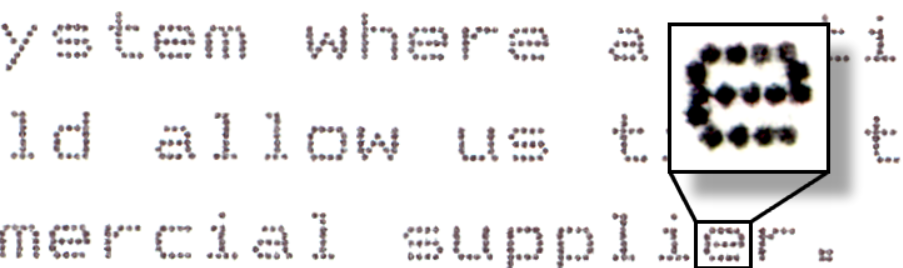 ystem where a
ld allow us t t
mercial supplier.
e